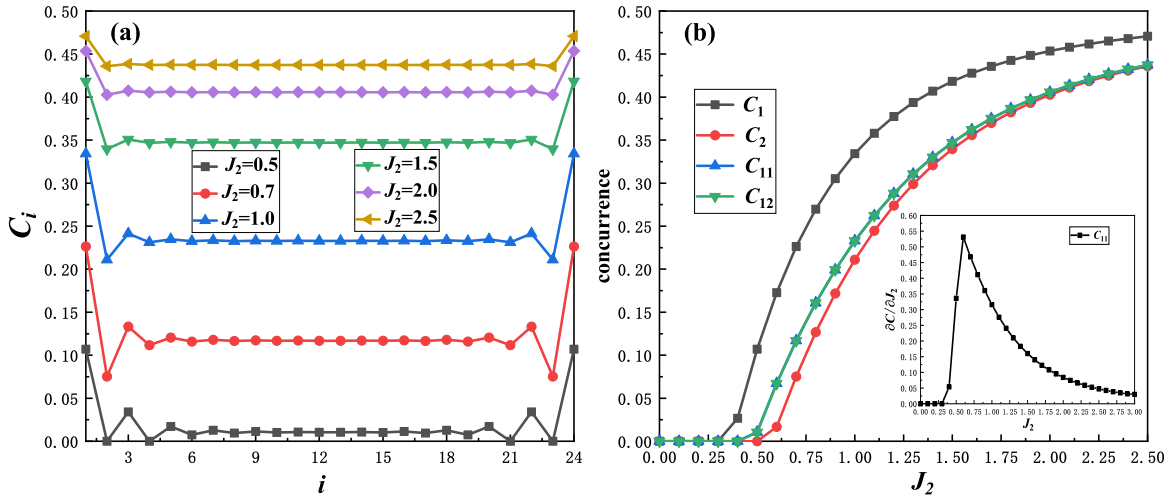 (a)
0.50
0.45
0.40
0.35
0.30
0.25
0.20
0.15
0.10
0.05
0.00
C_i
J_2=0.5
J_2=0.7
J_2=1.0
J_2=1.5
J_2=2.0
J_2=2.5
3 6 9 12 15 18 21 24
i
(b)
0.50
0.45
0.40
0.35
0.30
0.25
0.20
0.15
0.10
0.05
0.00
concurrence
C_1
C_2
C_11
C_12
0.00 0.25 0.50 0.75 1.00 1.25 1.50 1.75 2.00 2.25 2.50
J_2
0.60
0.55
0.50
0.45
0.40
0.35
0.30
0.25
0.20
0.15
0.10
0.05
0.00
∂C/∂J_2
C_11
0.00 0.25 0.50 0.75 1.00 1.25 1.50 1.75 2.00 2.25 2.50 2.75 3.00
J_2